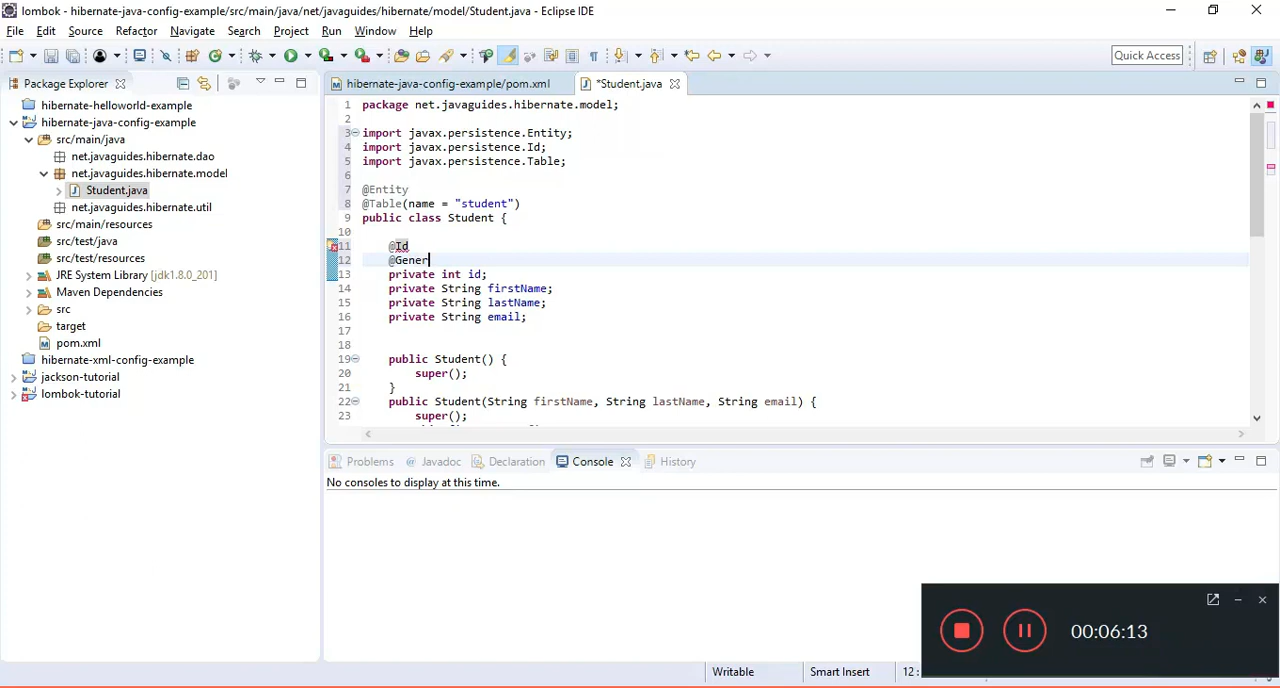 lombok - hibernate-java-config-example/src/main/java/net/javaguides/hibernate/model/Student.java - Eclipse IDE
File Edit Source Refactor Navigate Search Project Run Window Help
Quick Access
Package Explorer
hibernate-helloworld-example
hibernate-java-config-example
src/main/java
net.javaguides.hibernate.dao
net.javaguides.hibernate.model
Student.java
net.javaguides.hibernate.util
src/main/resources
src/test/java
src/test/resources
JRE System Library [jdk1.8.0_201]
Maven Dependencies
src
target
pom.xml
hibernate-xml-config-example
jackson-tutorial
lombok-tutorial
hibernate-java-config-example/pom.xml *Student.java
1 package net.javaguides.hibernate.model;
2
3 import javax.persistence.Entity;
4 import javax.persistence.Id;
5 import javax.persistence.Table;
6
7 @Entity
8 @Table(name = "student")
9 public class Student {
10
11 @Id
12 @Gener
13 private int id;
14 private String firstName;
15 private String lastName;
16 private String email;
17
18
19 public Student() {
20 super();
21 }
22 public Student(String firstName, String lastName, String email) {
23 super();
Problems Javadoc Declaration Console History
No consoles to display at this time.
00:06:13
Writable Smart Insert 12 :